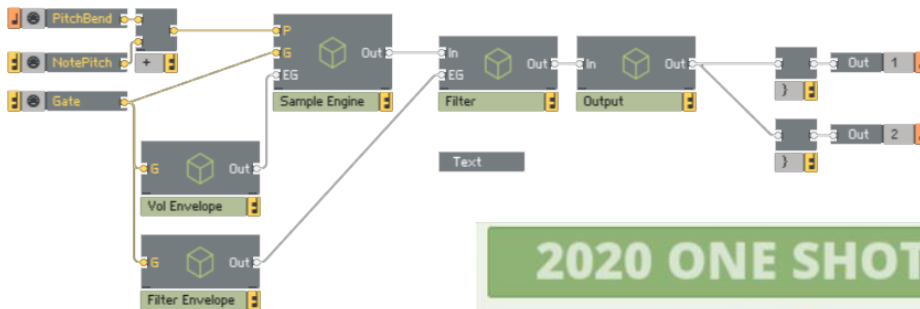 PitchBend
NotePitch
+
Gate
P
G
EG
Out
Sample Engine
In
EG
Out
Filter
In
Out
Output
}
Out 1
}
Out 2
G
Out
Vol Envelope
Text
G
Out
Filter Envelope
2020 ONE SHOT